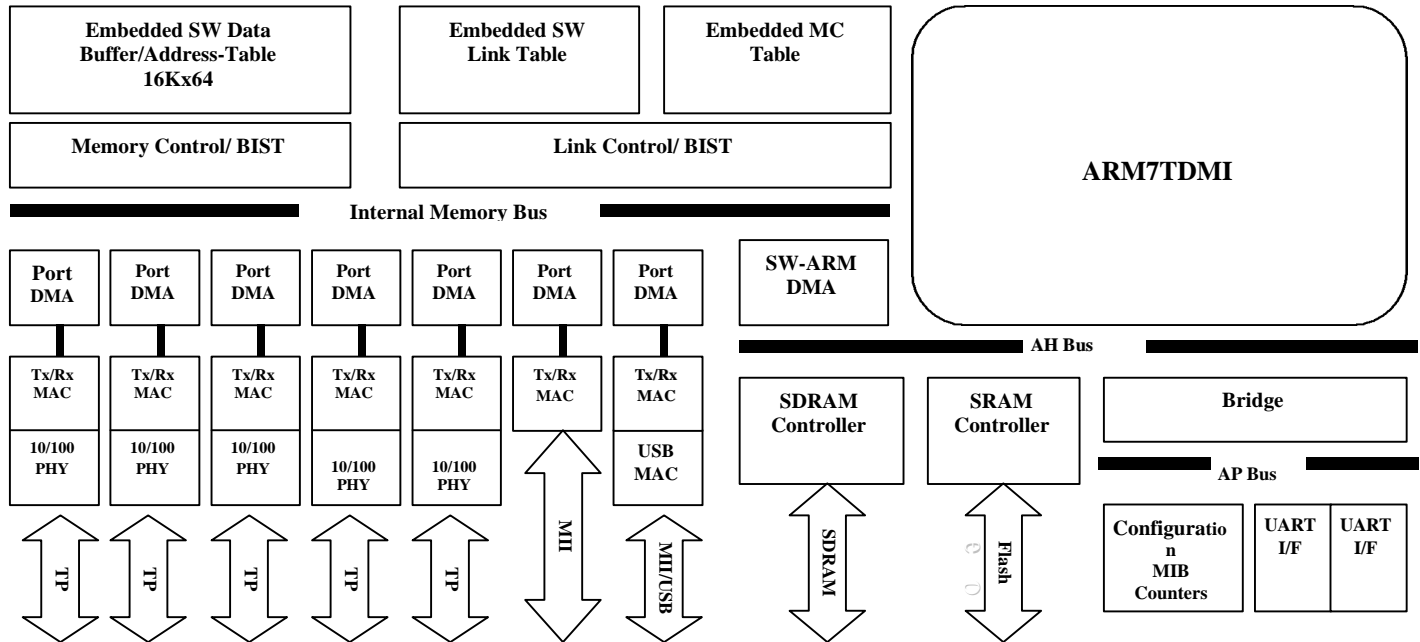 Embedded SW Data
Buffer/Address-Table
16Kx64
Embedded SW
Link Table
Embedded MC
Table
ARM7TDMI
Memory Control/ BIST
Link Control/ BIST
Internal Memory Bus
Port
DMA
Port
DMA
Port
DMA
Port
DMA
Port
DMA
Port
DMA
Port
DMA
SW-ARM
DMA
AH Bus
Tx/Rx
MAC
Tx/Rx
MAC
Tx/Rx
MAC
Tx/Rx
MAC
Tx/Rx
MAC
Tx/Rx
MAC
Tx/Rx
MAC
10/100
PHY
10/100
PHY
10/100
PHY
10/100
PHY
10/100
PHY
USB
MAC
SDRAM
Controller
SRAM
Controller
Bridge
AP Bus
TP
TP
TP
TP
TP
MII
MII/USB
SDRAM
Flash
Configuratio
n
MIB
Counters
UART
I/F
UART
I/F